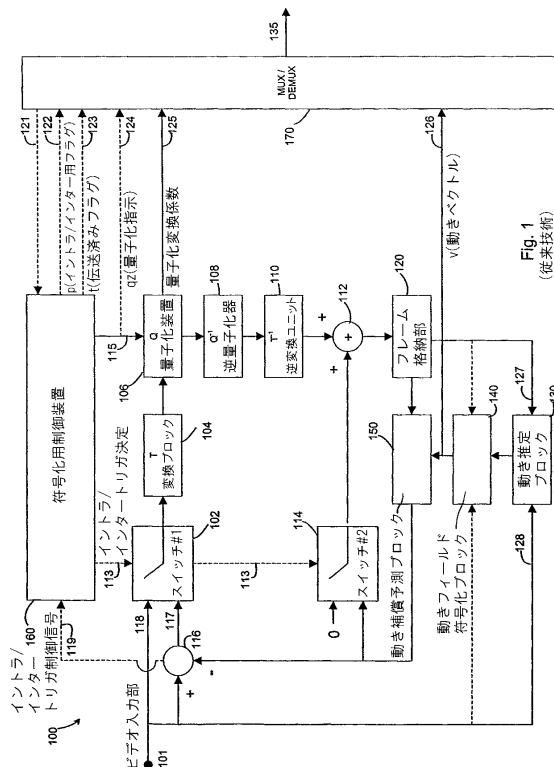 135
MUX/
DEMUX
170
121
122
123
124
125
126
p(イントラ/インター用フラグ)
t(伝送済みフラグ)
qz(量子化指示)
量子化変換係数
v(動きベクトル)
Fig. 1
(従来技術)
符号化用制御装置
160
115
Q
量子化装置
106
Q⁻¹
逆量子化器
108
T⁻¹
逆変換ユニット
110
112
+
+
+
フレーム
格納部
120
T
変換ブロック
104
イントラ/
インタートリガ決定
113
スイッチ#1
102
113
スイッチ#2
114
0
動き補償予測ブロック
150
動きフィールド
符号化ブロック
140
動き推定
ブロック
130
127
128
イントラ/
インター
トリガ制御信号
119
118
117
116
+
-
ビデオ入力部
101
100